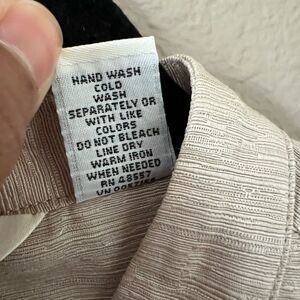 HAND WASH
COLD
WASH
SEPARATELY OR
WITH LIKE
COLORS
DO NOT BLEACH
LINE DRY
WARM IRON
WHEN NEEDED
RN 48557
VN